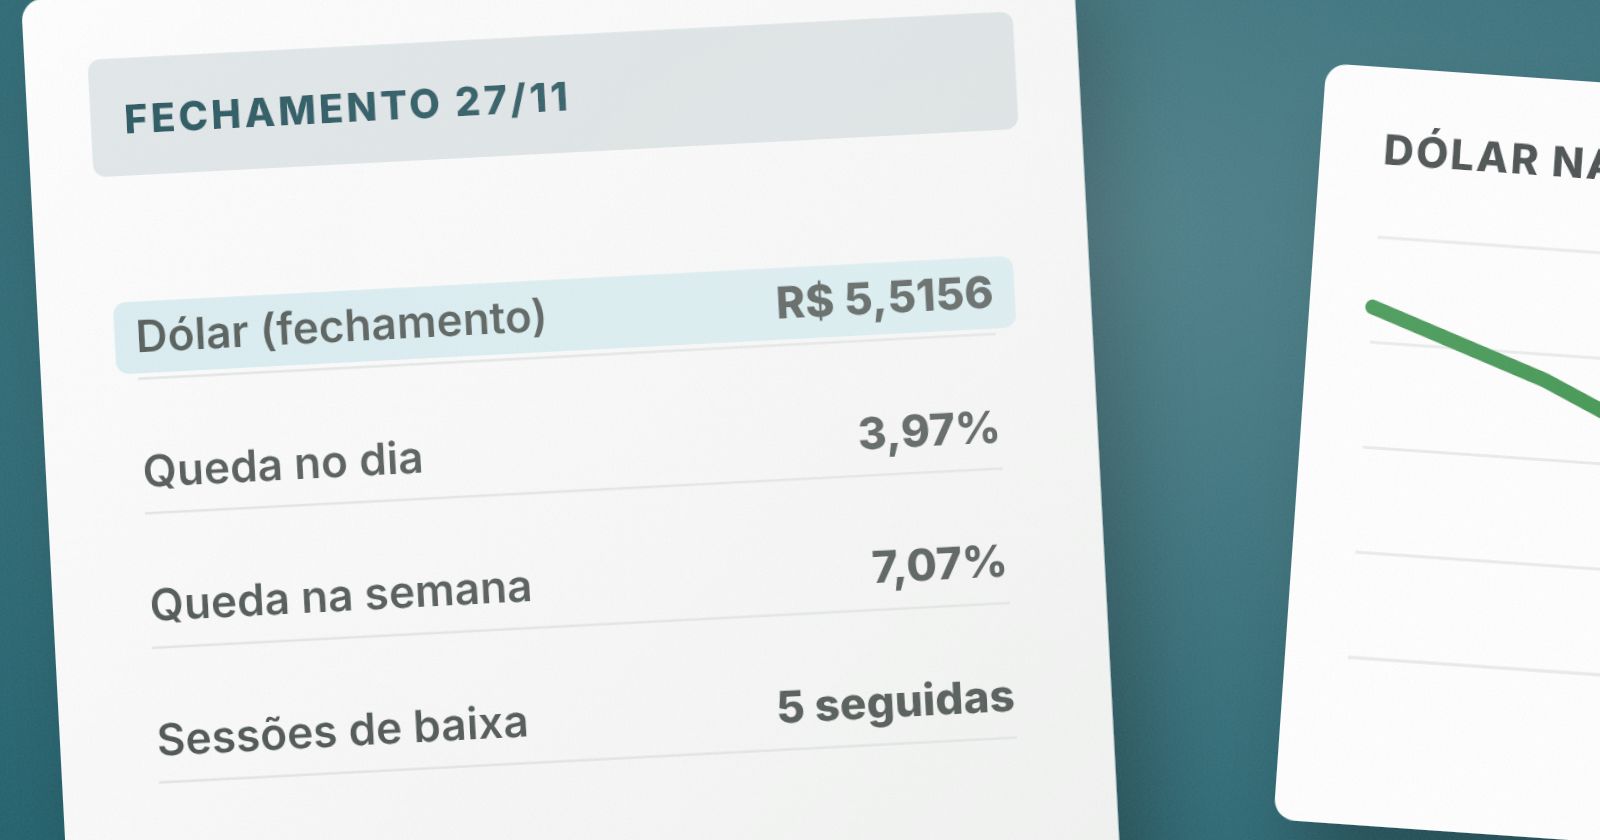 FECHAMENTO 27/11
Dólar (fechamento) R$ 5,5156
Queda no dia 3,97%
Queda na semana 7,07%
Sessões de baixa 5 seguidas
DÓLAR